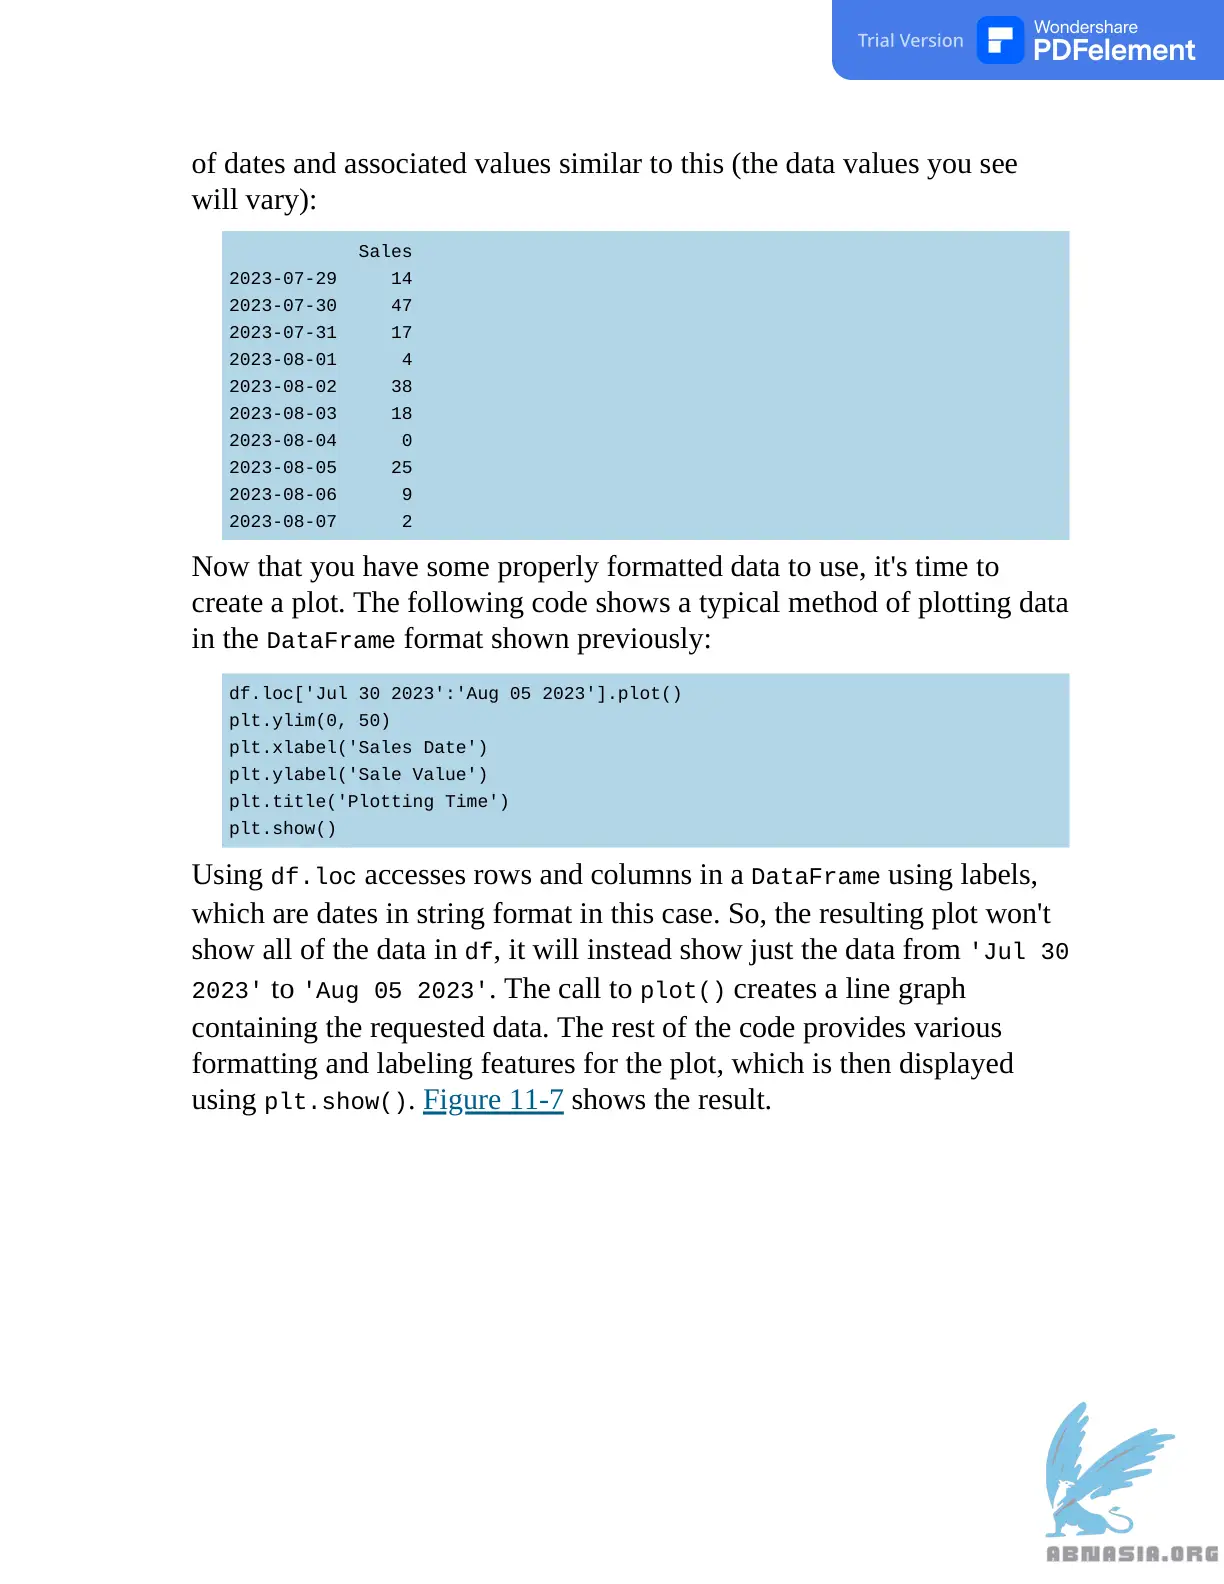 Trial Version
Wondershare
PDFelement
of dates and associated values similar to this (the data values you see
will vary):
Sales
2023-07-29 14
2023-07-30 47
2023-07-31 17
2023-08-01 4
2023-08-02 38
2023-08-03 18
2023-08-04 0
2023-08-05 25
2023-08-06 9
2023-08-07 2
Now that you have some properly formatted data to use, it's time to
create a plot. The following code shows a typical method of plotting data
in the DataFrame format shown previously:
df.loc['Jul 30 2023':'Aug 05 2023'].plot()
plt.ylim(0, 50)
plt.xlabel('Sales Date')
plt.ylabel('Sale Value')
plt.title('Plotting Time')
plt.show()
Using df.loc accesses rows and columns in a DataFrame using labels,
which are dates in string format in this case. So, the resulting plot won't
show all of the data in df, it will instead show just the data from 'Jul 30
2023' to 'Aug 05 2023'. The call to plot() creates a line graph
containing the requested data. The rest of the code provides various
formatting and labeling features for the plot, which is then displayed
using plt.show(). Figure 11-7 shows the result.
ABNASIA.ORG